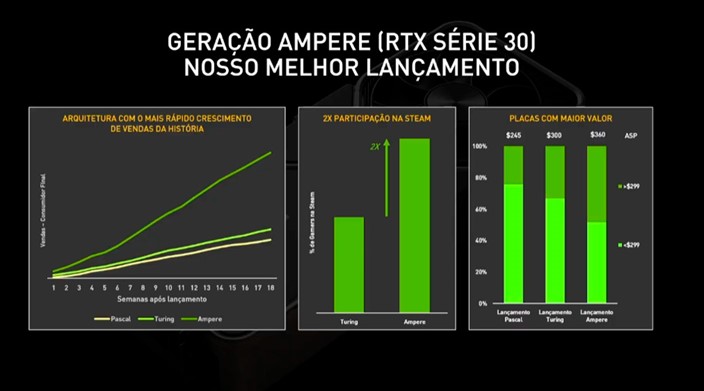 GERAÇÃO AMPERE (RTX SÉRIE 30)
NOSSO MELHOR LANÇAMENTO
ARQUITETURA COM O MAIS RÁPIDO CRESCIMENTO
DE VENDAS DA HISTÓRIA
Vendas – Consumidor Final
1 2 3 4 5 6 7 8 9 10 11 12 13 14 15 16 17 18
Semanas após lançamento
Pascal Turing Ampere
2X PARTICIPAÇÃO NA STEAM
% de Gamers na Steam
2X
Turing Ampere
PLACAS COM MAIOR VALOR
$245 $300 $360 ASP
100%
80%
60%
40%
20%
0%
>$299
<$299
Lançamento Lançamento Lançamento
Pascal Turing Ampere